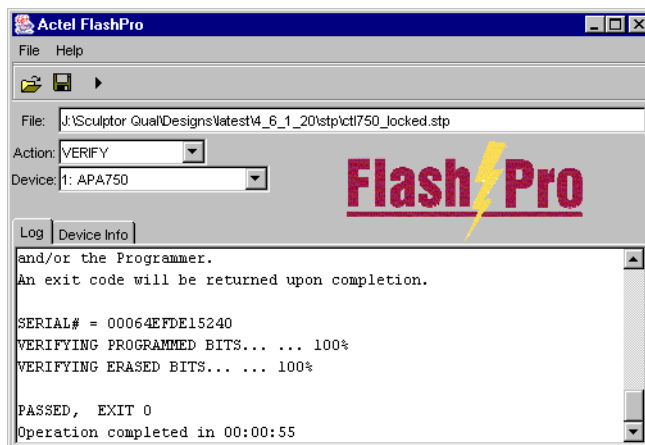 Actel FlashPro
File Help
File: J:\Sculptor Qual\Designs\latest\4_6_1_20\stp\ctl750_locked.stp
Action: VERIFY
Device: 1: APA750
Flash Pro
Log Device Info
and/or the Programmer.
An exit code will be returned upon completion.
SERIAL# = 00064EFDE15240
VERIFYING PROGRAMMED BITS... ... 100%
VERIFYING ERASED BITS... ... 100%
PASSED, EXIT 0
Operation completed in 00:00:55